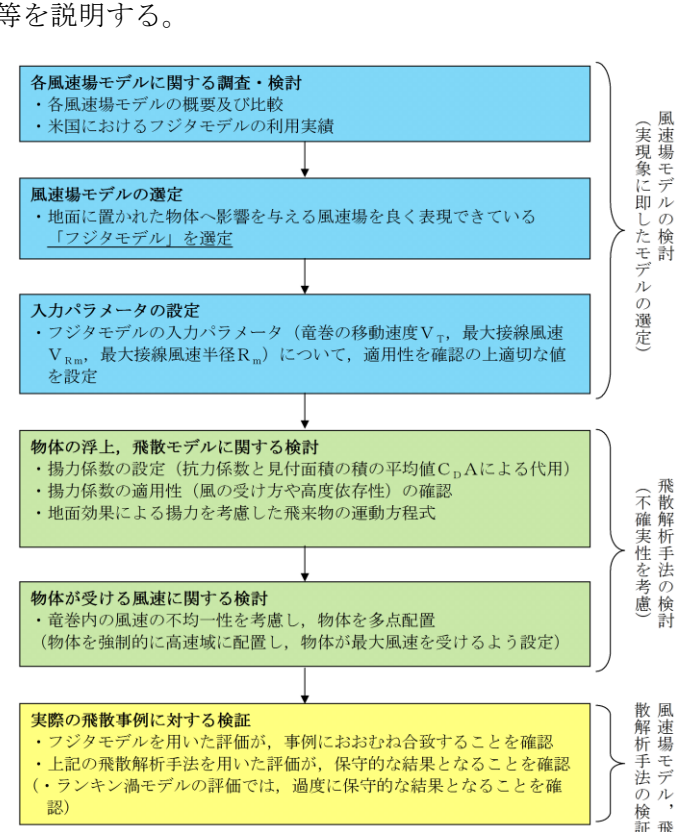 等を説明する。
各風速場モデルに関する調査・検討
・各風速場モデルの概要及び比較
・米国におけるフジタモデルの利用実績
風速場モデルの選定
・地面に置かれた物体へ影響を与える風速場を良く表現できている
「フジタモデル」を選定
入力パラメータの設定
・フジタモデルの入力パラメータ（竜巻の移動速度VT，最大接線風速
VRm，最大接線風速半径Rm）について，適用性を確認の上適切な値
を設定
風速場モデルの検討
（実現象に即したモデルの選定）
物体の浮上，飛散モデルに関する検討
・揚力係数の設定（抗力係数と見付面積の積の平均値CDAによる代用）
・揚力係数の適用性（風の受け方や高度依存性）の確認
・地面効果による揚力を考慮した飛来物の運動方程式
物体が受ける風速に関する検討
・竜巻内の風速の不均一性を考慮し，物体を多点配置
（物体を強制的に高速域に配置し，物体が最大風速を受けるよう設定）
飛散解析手法の検討
（不確実性を考慮）
実際の飛散事例に対する検証
・フジタモデルを用いた評価が，事例におおむね合致することを確認
・上記の飛散解析手法を用いた評価が，保守的な結果となることを確認
（・ランキン渦モデルの評価では，過度に保守的な結果となることを確
認）
風速場モデル，飛
散解析手法の検証